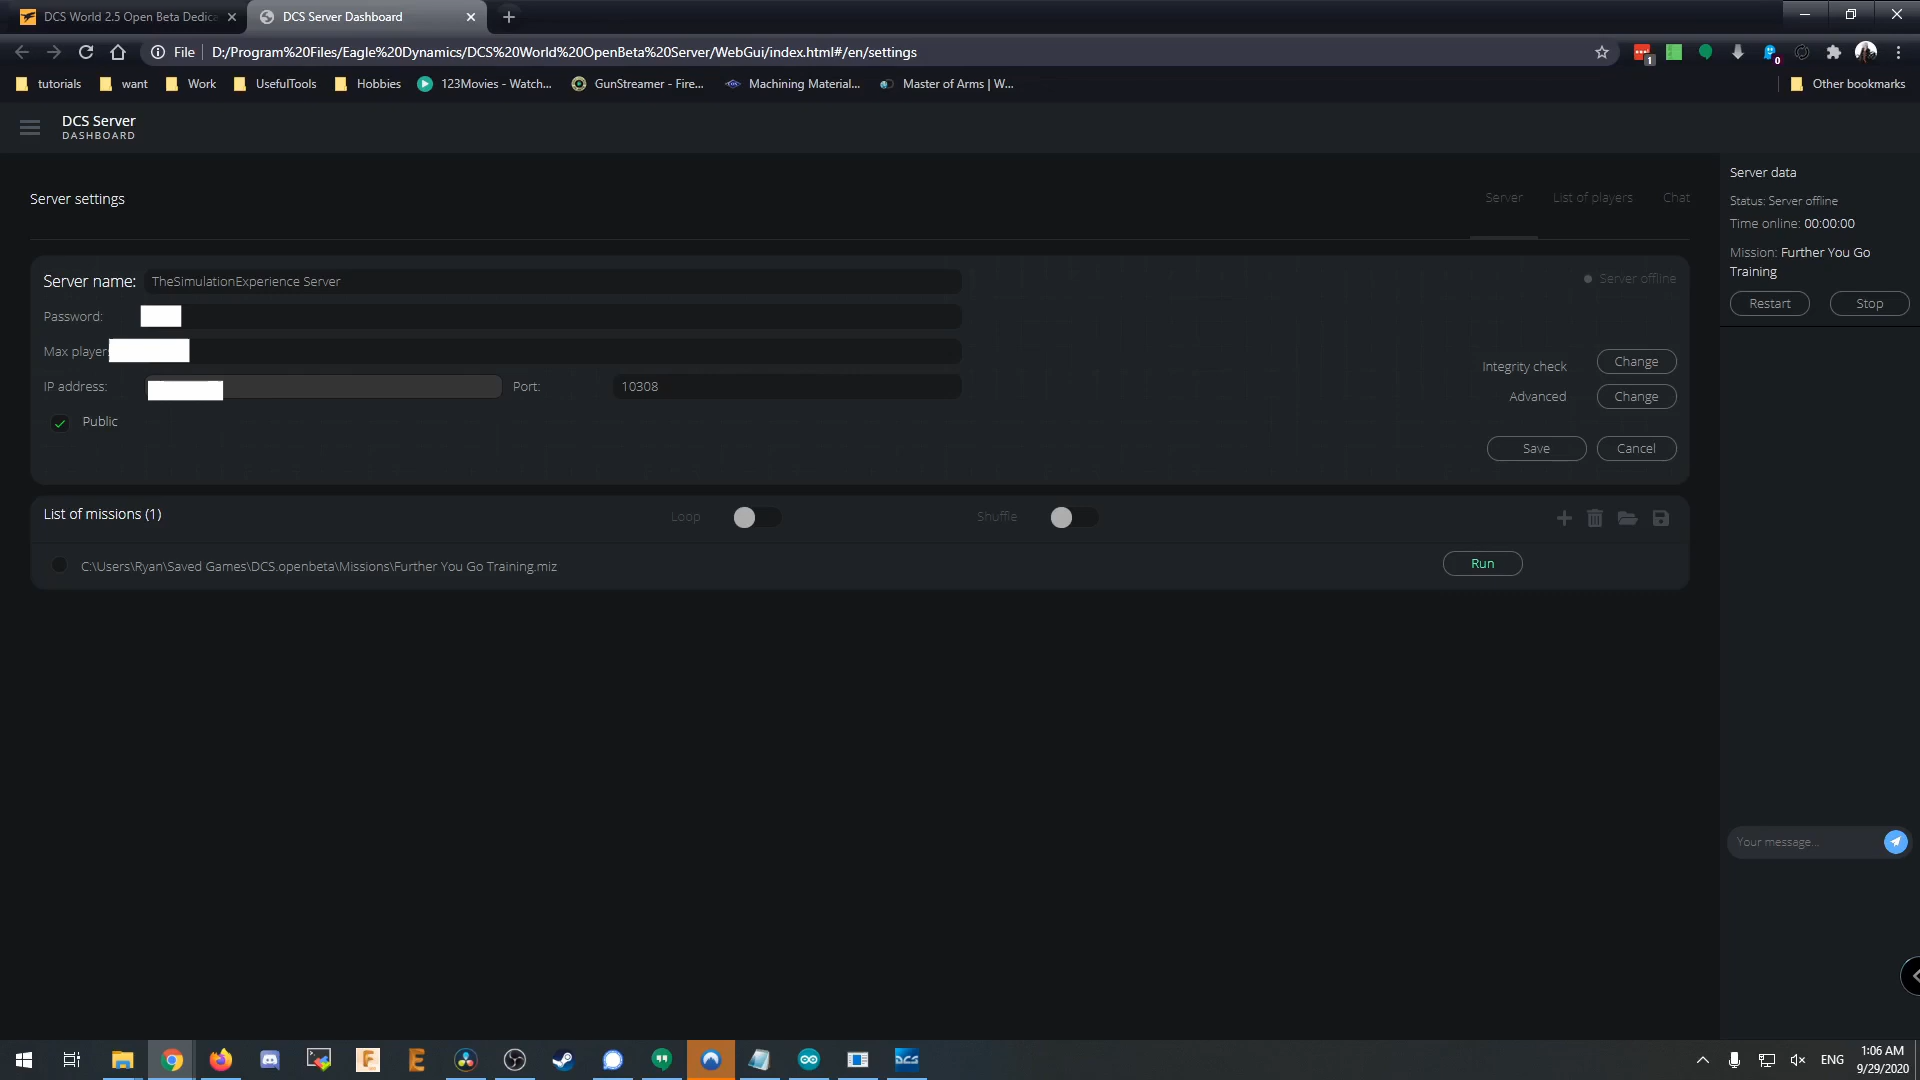 DCS World 2.5 Open Beta Dedic
DCS Server Dashboard
File
D:/Program%20Files/Eagle%20Dynamics/DCS%20World%20OpenBeta%20Server/WebGui/index.html#/en/settings
1
0
tutorials
want
Work
UsefulTools
Hobbies
123Movies - Watch...
GunStreamer - Fire...
Machining Material...
Master of Arms | W...
Other bookmarks
DCS Server
DASHBOARD
Server settings
Server
List of players
Chat
Server name:
TheSimulationExperience Server
Server offline
Password:
Max player
IP address:
Port:
10308
Public
Integrity check
Change
Advanced
Change
Save
Cancel
List of missions (1)
Loop
Shuffle
C:\Users\Ryan\Saved Games\DCS.openbeta\Missions\Further You Go Training.miz
Run
Server data
Status: Server offline
Time online: 00:00:00
Mission: Further You Go
Training
Restart
Stop
Your message...
DCS
ENG
1:06 AM
9/29/2020